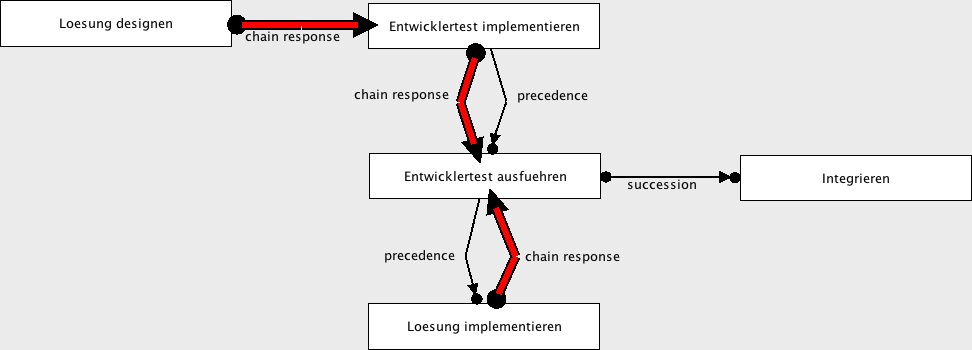 Loesung designen
chain response
Entwicklertest implementieren
chain response
precedence
Entwicklertest ausfuehren
succession
Integrieren
precedence
chain response
Loesung implementieren